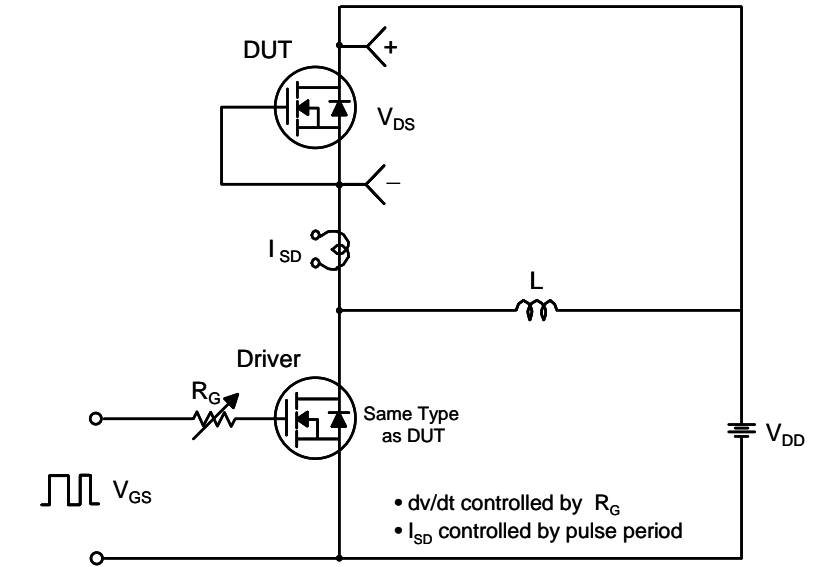 DUT
+
V_DS
–
I_SD
L
Driver
R_G
Same Type
as DUT
V_DD
V_GS
• dv/dt controlled by R_G
• I_SD controlled by pulse period